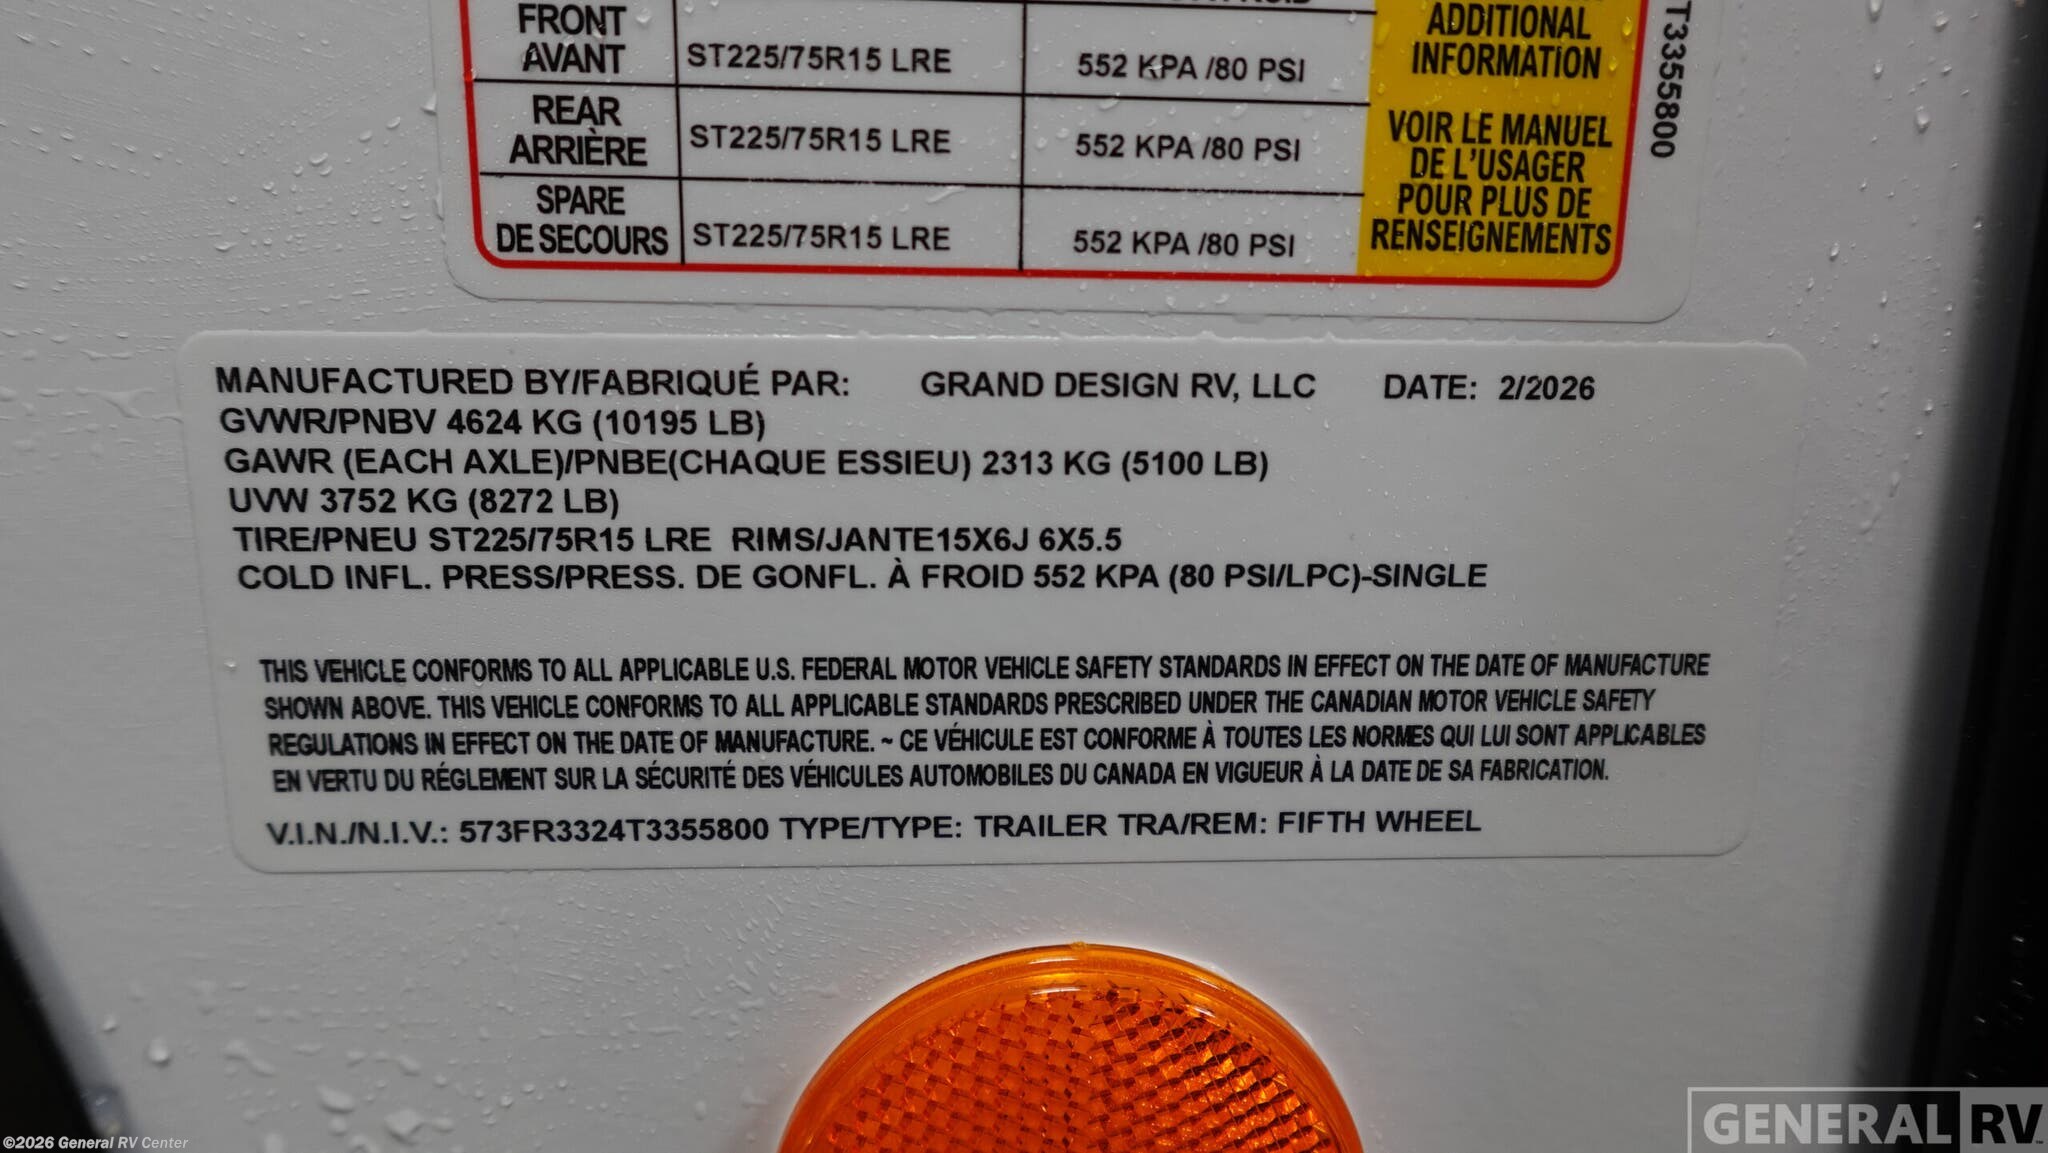 FRONT
AVANT
ST225/75R15 LRE
552 KPA /80 PSI
REAR
ARRIÈRE
ST225/75R15 LRE
552 KPA /80 PSI
SPARE
DE SECOURS
ST225/75R15 LRE
552 KPA /80 PSI
ADDITIONAL
INFORMATION
VOIR LE MANUEL
DE L'USAGER
POUR PLUS DE
RENSEIGNEMENTS
T3355800
MANUFACTURED BY/FABRIQUÉ PAR: GRAND DESIGN RV, LLC DATE: 2/2026
GVWR/PNBV 4624 KG (10195 LB)
GAWR (EACH AXLE)/PNBE(CHAQUE ESSIEU) 2313 KG (5100 LB)
UVW 3752 KG (8272 LB)
TIRE/PNEU ST225/75R15 LRE RIMS/JANTE15X6J 6X5.5
COLD INFL. PRESS/PRESS. DE GONFL. À FROID 552 KPA (80 PSI/LPC)-SINGLE
THIS VEHICLE CONFORMS TO ALL APPLICABLE U.S. FEDERAL MOTOR VEHICLE SAFETY STANDARDS IN EFFECT ON THE DATE OF MANUFACTURE
SHOWN ABOVE. THIS VEHICLE CONFORMS TO ALL APPLICABLE STANDARDS PRESCRIBED UNDER THE CANADIAN MOTOR VEHICLE SAFETY
REGULATIONS IN EFFECT ON THE DATE OF MANUFACTURE. ~ CE VÉHICULE EST CONFORME À TOUTES LES NORMES QUI LUI SONT APPLICABLES
EN VERTU DU RÉGLEMENT SUR LA SÉCURITÉ DES VÉHICULES AUTOMOBILES DU CANADA EN VIGUEUR À LA DATE DE SA FABRICATION.
V.I.N./N.I.V.: 573FR3324T3355800 TYPE/TYPE: TRAILER TRA/REM: FIFTH WHEEL
©2026 General RV Center
GENERAL RV